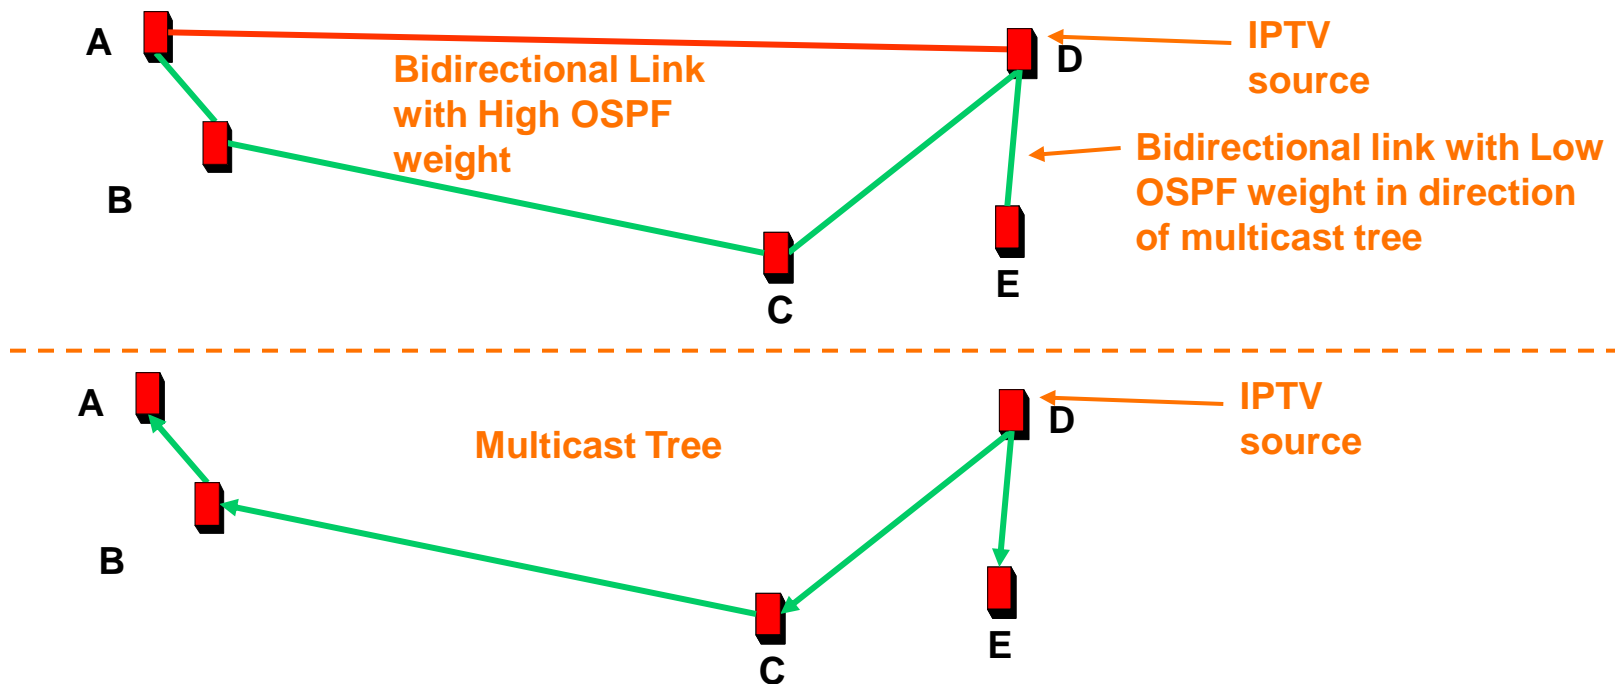 A
Bidirectional Link
with High OSPF
weight
D
IPTV
source
Bidirectional link with Low
OSPF weight in direction
of multicast tree
B
E
C
A
Multicast Tree
D
IPTV
source
B
E
C